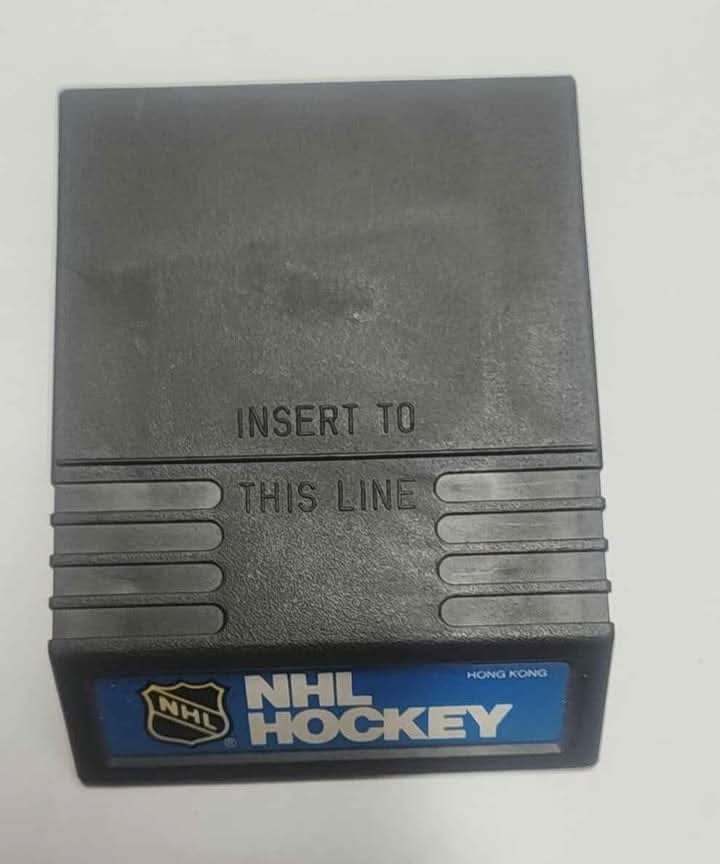 INSERT TO
THIS LINE
HONG KONG
NHL
NHL
HOCKEY
®